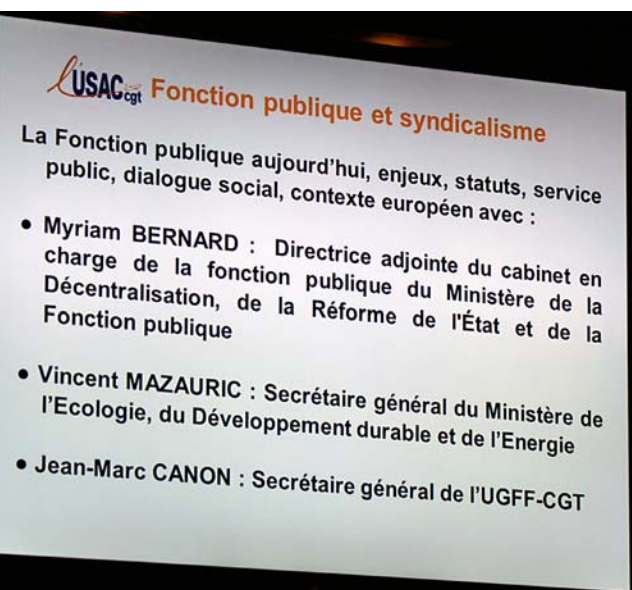 l'USACcgt Fonction publique et syndicalisme
La Fonction publique aujourd'hui, enjeux, statuts, service
public, dialogue social, contexte européen avec :
• Myriam BERNARD : Directrice adjointe du cabinet en
charge de la fonction publique du Ministère de la
Décentralisation, de la Réforme de l'État et de la
Fonction publique
• Vincent MAZAURIC : Secrétaire général du Ministère de
l'Ecologie, du Développement durable et de l'Energie
• Jean-Marc CANON : Secrétaire général de l'UGFF-CGT